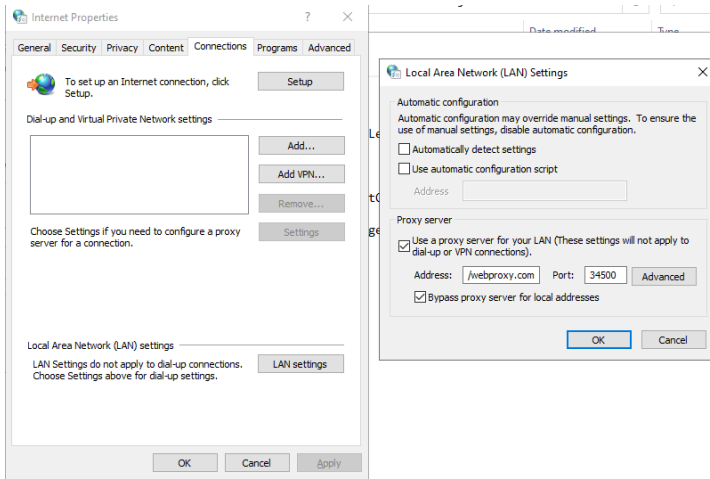 Internet Properties
General Security Privacy Content Connections Programs Advanced
To set up an Internet connection, click
Setup.
Setup
Dial-up and Virtual Private Network settings
Add...
Add VPN...
Remove...
Choose Settings if you need to configure a proxy
server for a connection.
Settings
Local Area Network (LAN) settings
LAN Settings do not apply to dial-up connections.
Choose Settings above for dial-up settings.
LAN settings
OK Cancel Apply
Date modified Type
Local Area Network (LAN) Settings
Automatic configuration
Automatic configuration may override manual settings. To ensure the
use of manual settings, disable automatic configuration.
Automatically detect settings
Use automatic configuration script
Address
Proxy server
Use a proxy server for your LAN (These settings will not apply to
dial-up or VPN connections).
Address: /webproxy.com Port: 34500 Advanced
Bypass proxy server for local addresses
OK Cancel